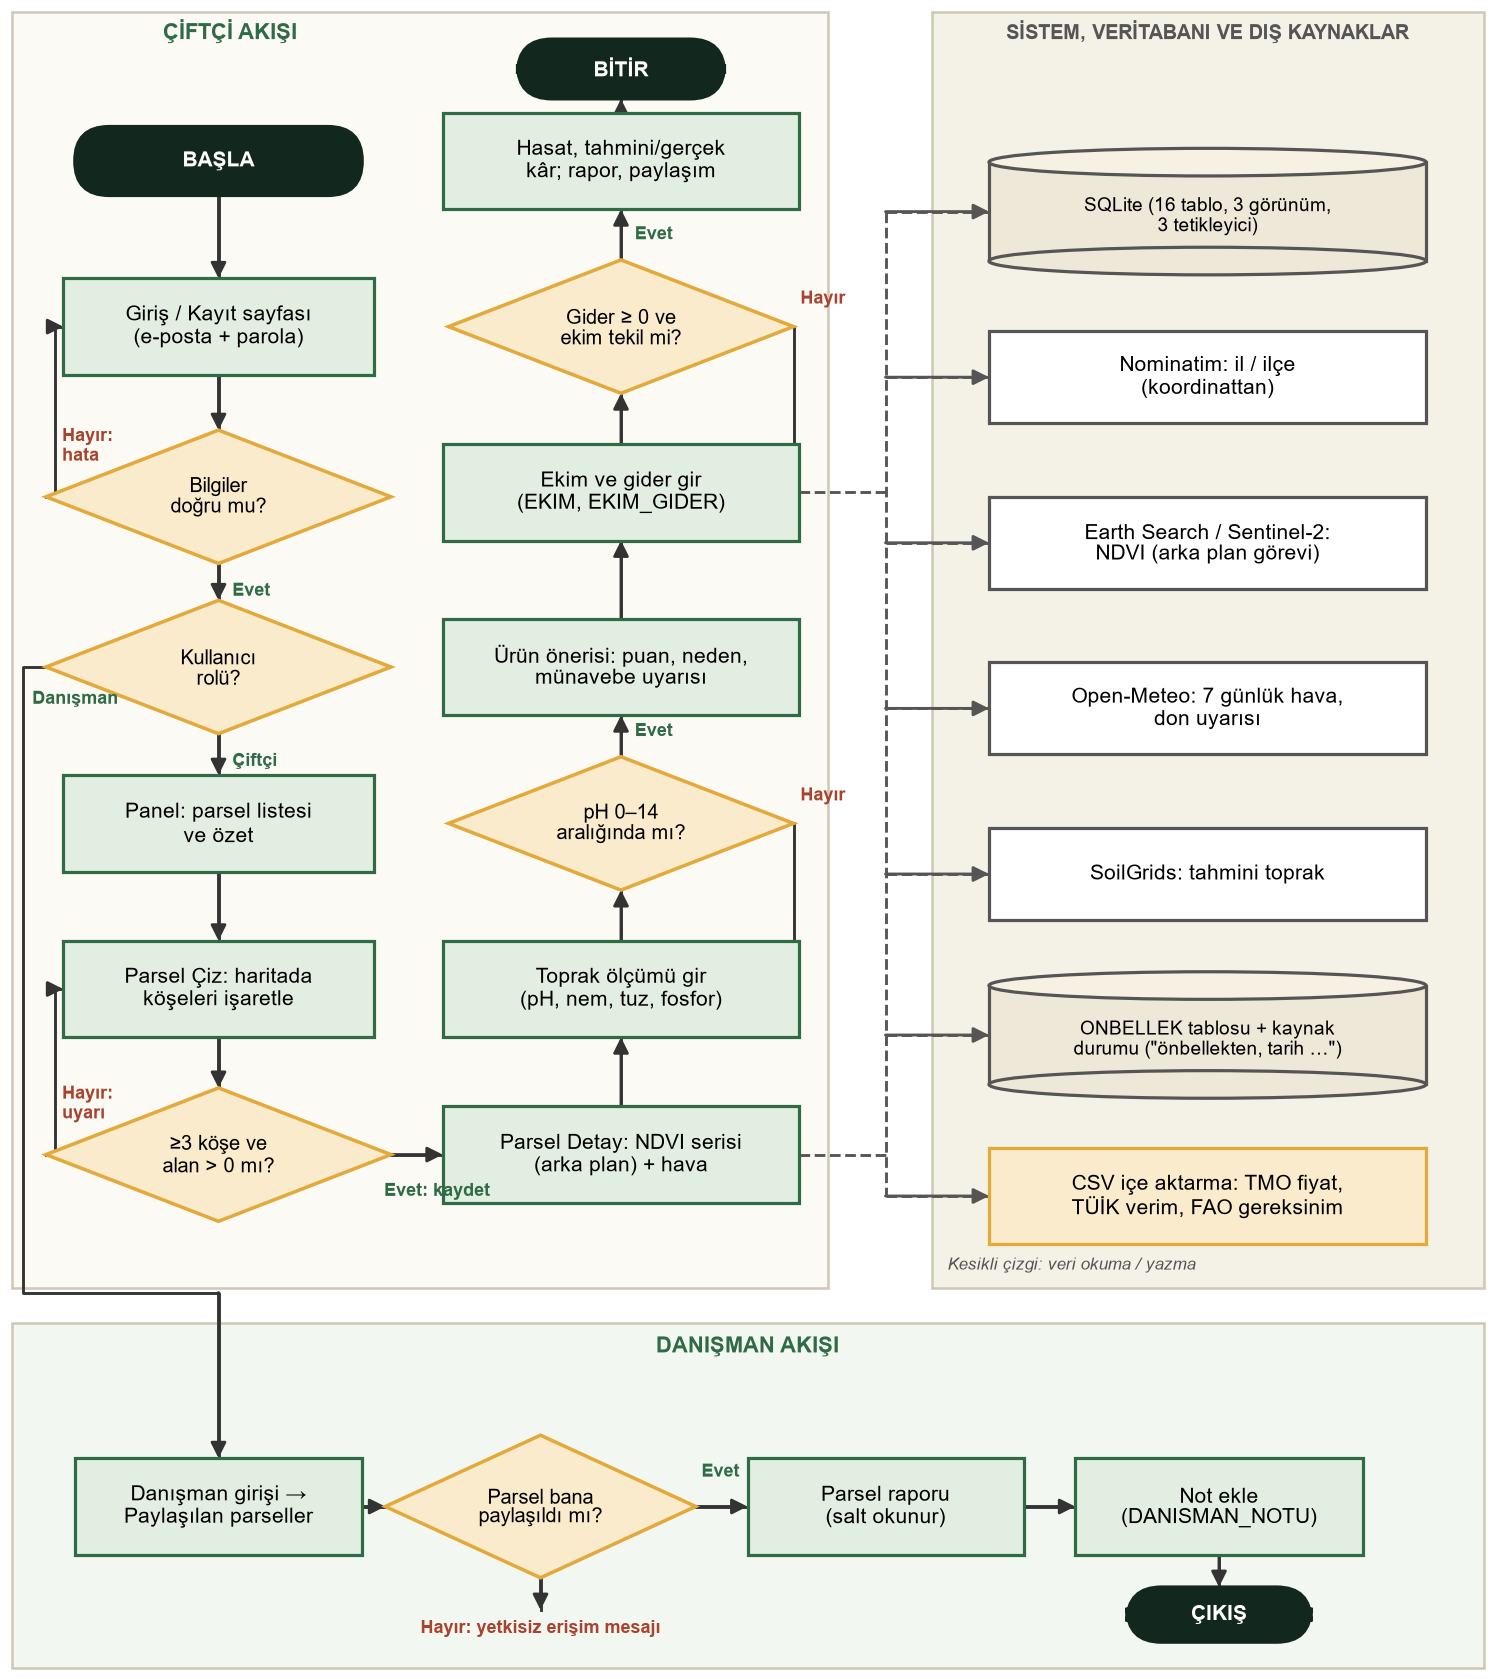 ÇİFTÇİ AKIŞI
BAŞLA
Giriş / Kayıt sayfası
(e-posta + parola)
Hayır:
hata
Bilgiler
doğru mu?
Evet
Kullanıcı
rolü?
Danışman
Çiftçi
Panel: parsel listesi
ve özet
Parsel Çiz: haritada
köşeleri işaretle
Hayır:
uyarı
≥3 köşe ve
alan > 0 mı?
Evet: kaydet
Parsel Detay: NDVI serisi
(arka plan) + hava
Toprak ölçümü gir
(pH, nem, tuz, fosfor)
pH 0–14
aralığında mı?
Hayır
Evet
Ürün önerisi: puan, neden,
münavebe uyarısı
Ekim ve gider gir
(EKIM, EKIM_GIDER)
Gider ≥ 0 ve
ekim tekil mi?
Hayır
Evet
Hasat, tahmini/gerçek
kâr; rapor, paylaşım
BİTİR
SİSTEM, VERİTABANI VE DIŞ KAYNAKLAR
SQLite (16 tablo, 3 görünüm,
3 tetikleyici)
Nominatim: il / ilçe
(koordinattan)
Earth Search / Sentinel-2:
NDVI (arka plan görevi)
Open-Meteo: 7 günlük hava,
don uyarısı
SoilGrids: tahmini toprak
ONBELLEK tablosu + kaynak
durumu ("önbellekten, tarih …")
CSV içe aktarma: TMO fiyat,
TÜİK verim, FAO gereksinim
Kesikli çizgi: veri okuma / yazma
DANIŞMAN AKIŞI
Danışman girişi →
Paylaşılan parseller
Parsel bana
paylaşıldı mı?
Evet
Hayır: yetkisiz erişim mesajı
Parsel raporu
(salt okunur)
Not ekle
(DANISMAN_NOTU)
ÇIKIŞ